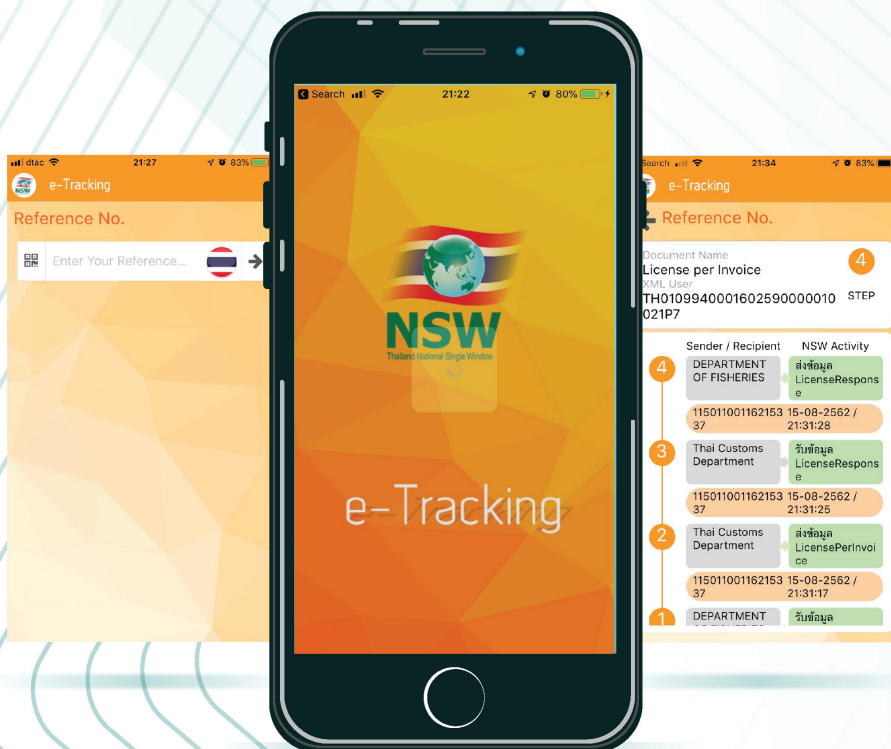 dtac 21:27 83%
NSW e-Tracking
Reference No.
Enter Your Reference...
Search 21:22 80%
NSW
Thailand National Single Window
e-Tracking
Search 21:34 83%
e-Tracking
Reference No.
Document Name
License per Invoice
XML User
TH0109940001602590000010
021P7
4
STEP
Sender / Recipient NSW Activity
4 DEPARTMENT ส่งข้อมูล
OF FISHERIES LicenseRespons
e
115011001162153 15-08-2562 /
37 21:31:28
3 Thai Customs รับข้อมูล
Department LicenseRespons
e
115011001162153 15-08-2562 /
37 21:31:25
2 Thai Customs ส่งข้อมูล
Department LicensePerInvoi
ce
115011001162153 15-08-2562 /
37 21:31:17
1 DEPARTMENT รับข้อมูล